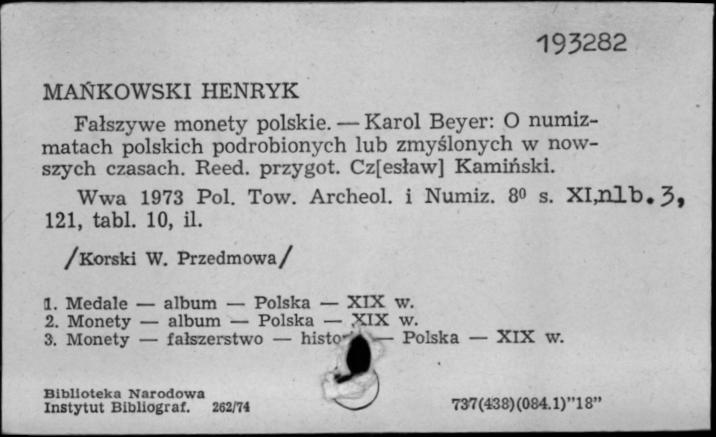 193282
MAŃKOWSKI HENRYK
Fałszywe monety polskie. — Karol Beyer: O numiz-
matach polskich podrobionych lub zmyślonych w now-
szych czasach. Reed. przygot. Cz[esław] Kamiński.
Wwa 1973 Pol. Tow. Archeol. i Numiz. 8⁰ s. XI,nlb.3,
121, tabl. 10, il.
/Korski W. Przedmowa/
1. Medale — album — Polska — XIX w.
2. Monety — album — Polska — XIX w.
3. Monety — fałszerstwo — — Polska — XIX w.
Biblioteka Narodowa
Instytut Bibliograf. 262/74 737(438)(084.1)"18"